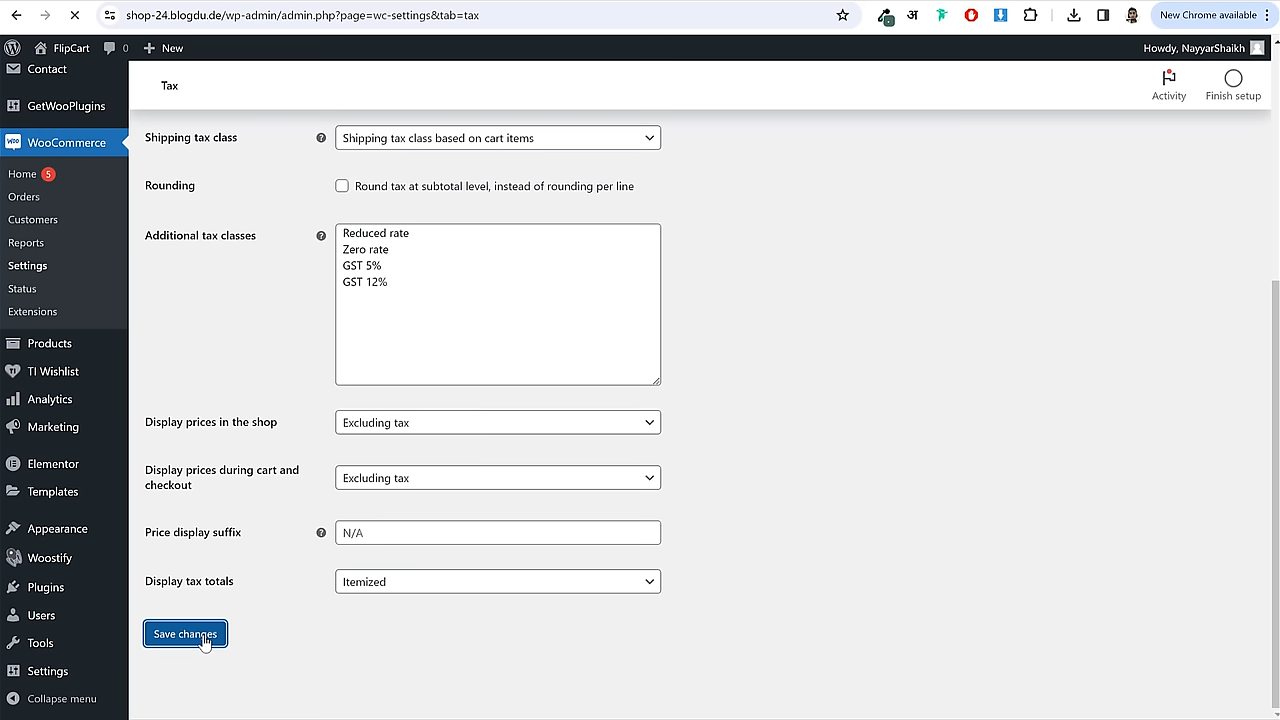 shop-24.blogdu.de/wp-admin/admin.php?page=wc-settings&tab=tax
अ
New Chrome available
FlipCart
0
New
Howdy, NayyarShaikh
Contact
GetWooPlugins
WooCommerce
Home 5
Orders
Customers
Reports
Settings
Status
Extensions
Products
TI Wishlist
Analytics
Marketing
Elementor
Templates
Appearance
Woostify
Plugins
Users
Tools
Settings
Collapse menu
Tax
Activity
Finish setup
Shipping tax class
Shipping tax class based on cart items
Rounding
Round tax at subtotal level, instead of rounding per line
Additional tax classes
Reduced rate
Zero rate
GST 5%
GST 12%
Display prices in the shop
Excluding tax
Display prices during cart and
checkout
Excluding tax
Price display suffix
N/A
Display tax totals
Itemized
Save changes